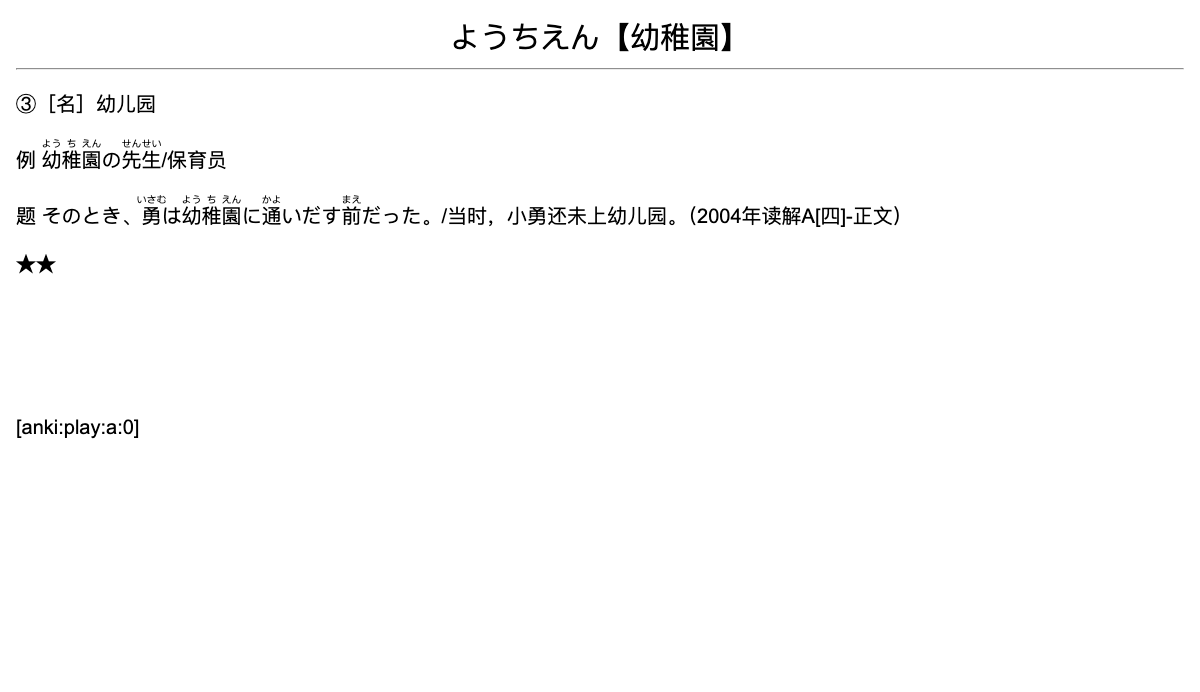 ようちえん【幼稚園】
③［名］幼儿园
よう ち えん せんせい
例 幼稚園の先生/保育员
いさむ よう ち えん かよ まえ
题 そのとき、勇は幼稚園に通いだす前だった。/当时，小勇还未上幼儿园。（2004年读解A[四]-正文）
★★
[anki:play:a:0]